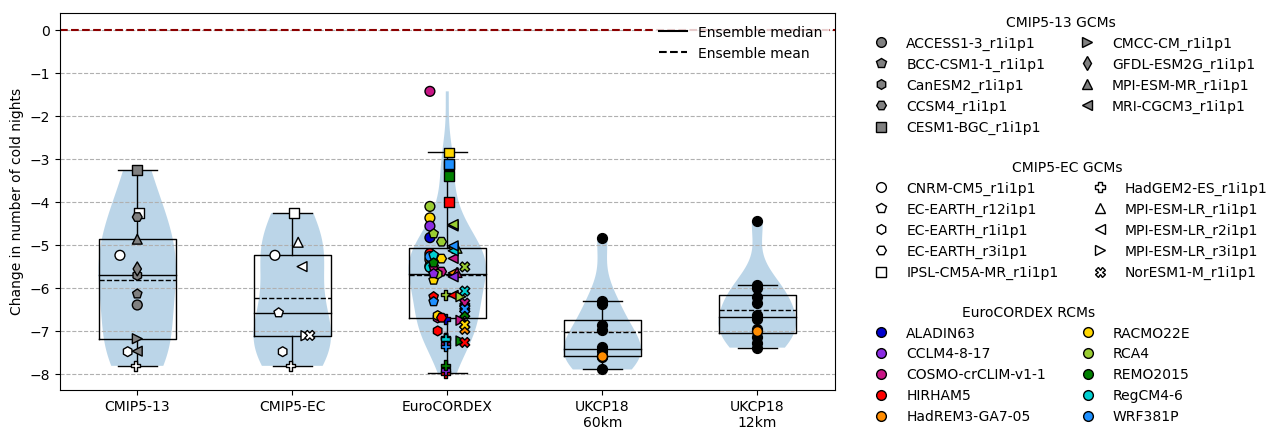 Change in number of cold nights
0
−1
−2
−3
−4
−5
−6
−7
−8
Ensemble median
Ensemble mean
CMIP5-13
CMIP5-EC
EuroCORDEX
UKCP18
60km
UKCP18
12km
CMIP5-13 GCMs
ACCESS1-3_r1i1p1
BCC-CSM1-1_r1i1p1
CanESM2_r1i1p1
CCSM4_r1i1p1
CESM1-BGC_r1i1p1
CMCC-CM_r1i1p1
GFDL-ESM2G_r1i1p1
MPI-ESM-MR_r1i1p1
MRI-CGCM3_r1i1p1
CMIP5-EC GCMs
CNRM-CM5_r1i1p1
EC-EARTH_r12i1p1
EC-EARTH_r1i1p1
EC-EARTH_r3i1p1
IPSL-CM5A-MR_r1i1p1
HadGEM2-ES_r1i1p1
MPI-ESM-LR_r1i1p1
MPI-ESM-LR_r2i1p1
MPI-ESM-LR_r3i1p1
NorESM1-M_r1i1p1
EuroCORDEX RCMs
ALADIN63
CCLM4-8-17
COSMO-crCLIM-v1-1
HIRHAM5
HadREM3-GA7-05
RACMO22E
RCA4
REMO2015
RegCM4-6
WRF381P